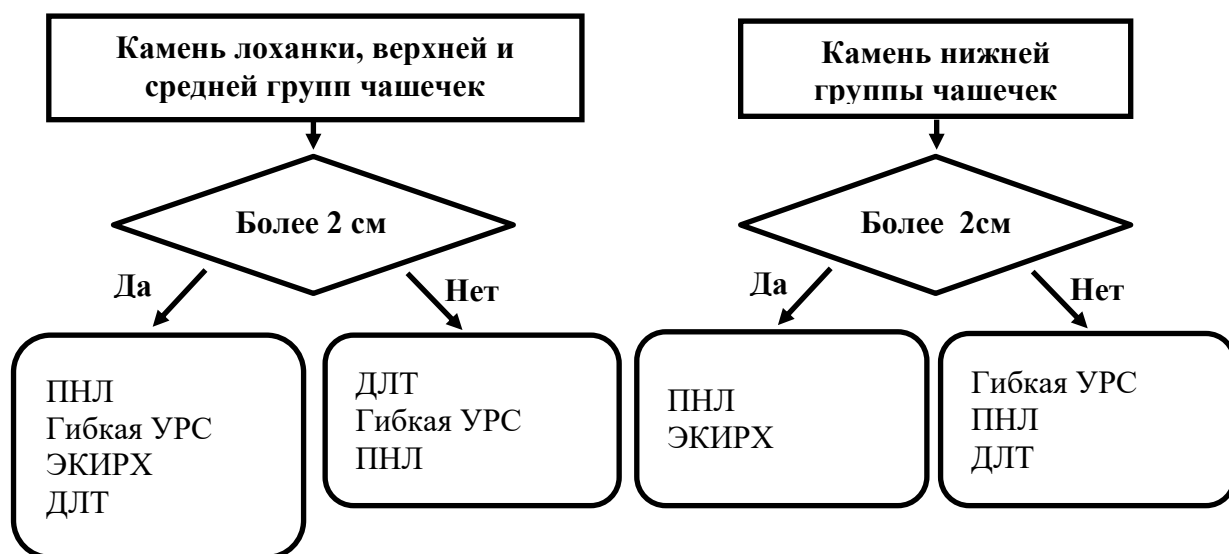 Камень лоханки, верхней и
средней групп чашечек
Более 2 см
Да
Нет
ПНЛ
Гибкая УРС
ЭКИРХ
ДЛТ
ДЛТ
Гибкая УРС
ПНЛ
Камень нижней
группы чашечек
Более 2см
Да
Нет
ПНЛ
ЭКИРХ
Гибкая УРС
ПНЛ
ДЛТ